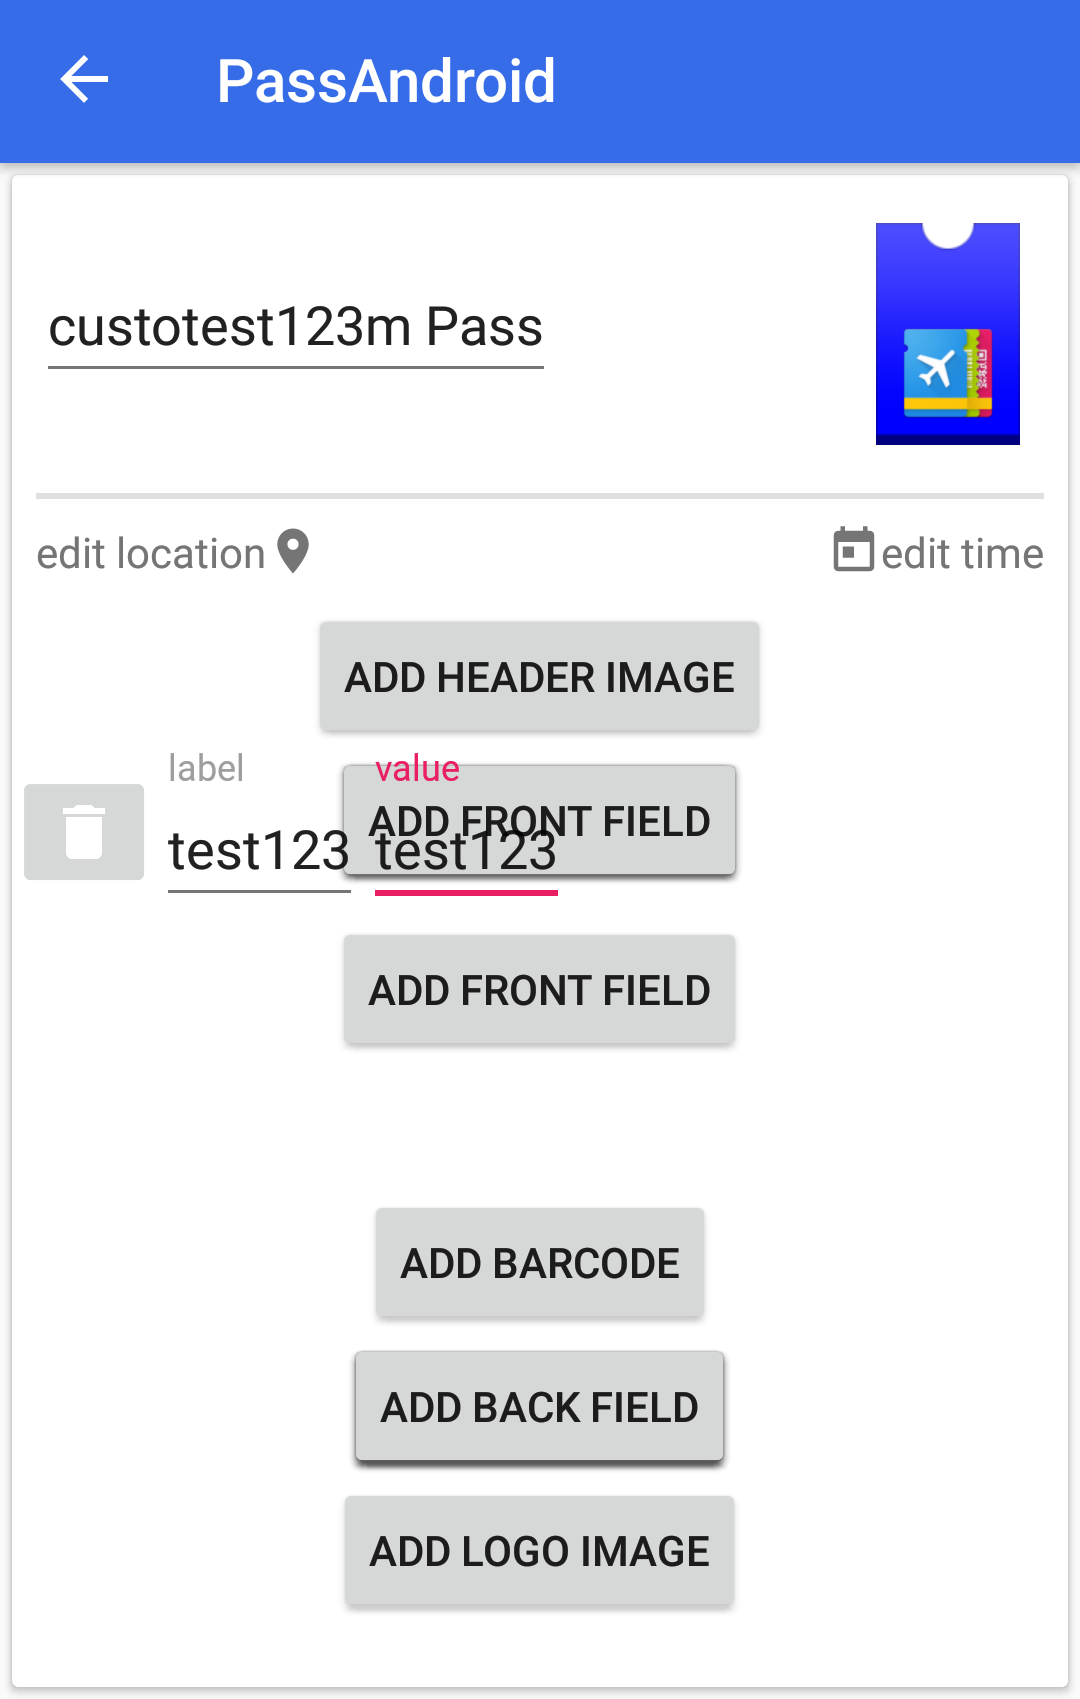 PassAndroid
custotest123m Pass
edit location
edit time
ADD HEADER IMAGE
label
value
ADD FRONT FIELD
test123
test123
ADD FRONT FIELD
ADD BARCODE
ADD BACK FIELD
ADD LOGO IMAGE